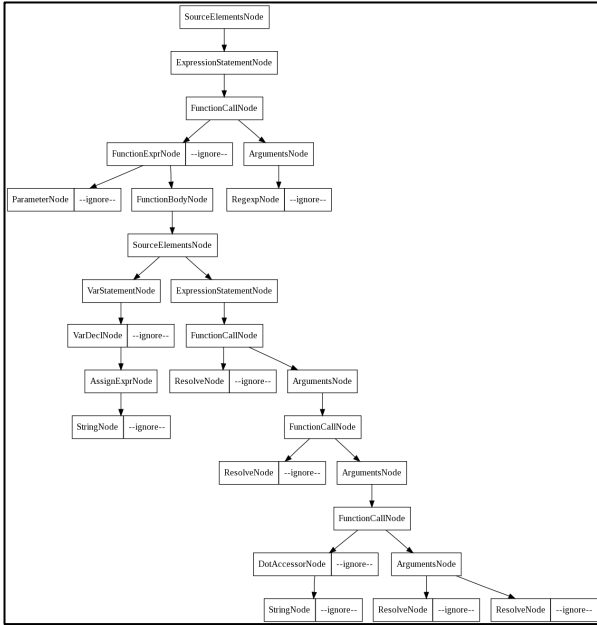 SourceElementsNode
ExpressionStatementNode
FunctionCallNode
FunctionExprNode --ignore-- ArgumentsNode
ParameterNode --ignore-- FunctionBodyNode RegexpNode --ignore--
SourceElementsNode
VarStatementNode ExpressionStatementNode
VarDeclNode --ignore-- FunctionCallNode
AssignExprNode ResolveNode --ignore-- ArgumentsNode
StringNode --ignore-- FunctionCallNode
ResolveNode --ignore-- ArgumentsNode
FunctionCallNode
DotAccessorNode --ignore-- ArgumentsNode
StringNode --ignore-- ResolveNode --ignore-- ResolveNode --ignore--